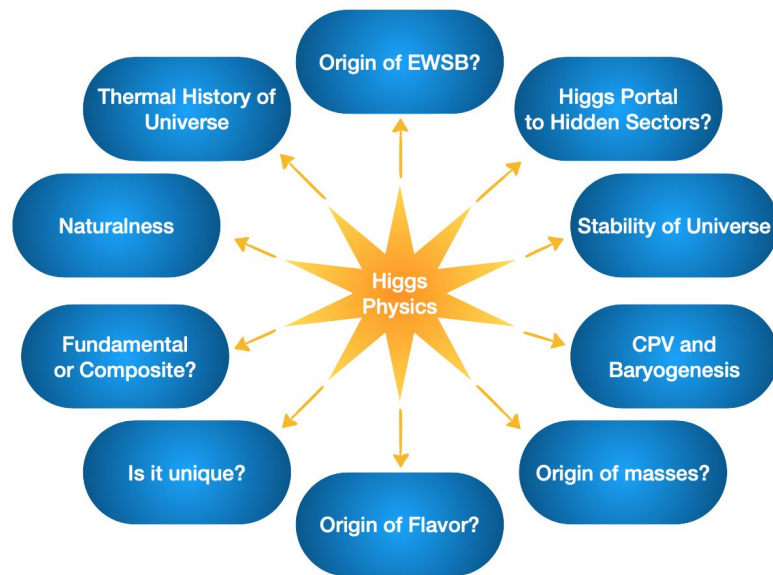 Origin of EWSB?
Thermal History of
Universe
Higgs Portal
to Hidden Sectors?
Naturalness
Stability of Universe
Higgs
Physics
Fundamental
or Composite?
CPV and
Baryogenesis
Is it unique?
Origin of masses?
Origin of Flavor?